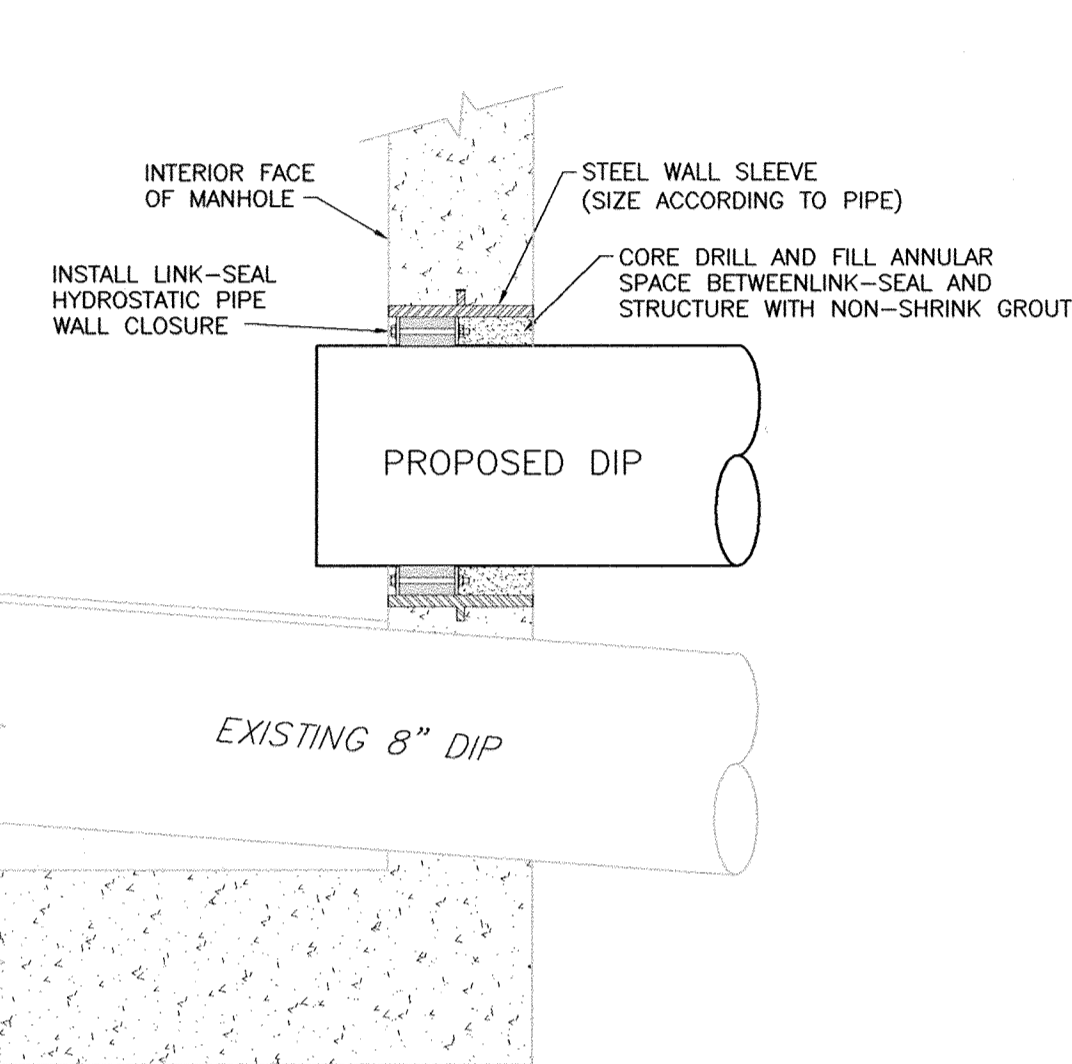 INTERIOR FACE
OF MANHOLE
STEEL WALL SLEEVE
(SIZE ACCORDING TO PIPE)
INSTALL LINK-SEAL
HYDROSTATIC PIPE
WALL CLOSURE
CORE DRILL AND FILL ANNULAR
SPACE BETWEENLINK-SEAL AND
STRUCTURE WITH NON-SHRINK GROUT
PROPOSED DIP
EXISTING 8" DIP